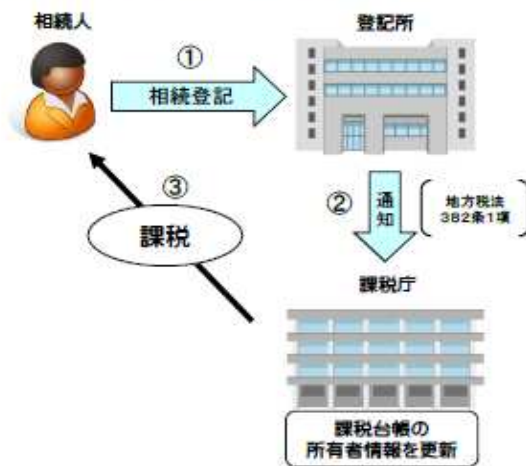 相続人
登記所
①
相続登記
②
通知
地方税法
382条1項
③
課税
課税庁
課税台帳の
所有者情報を更新